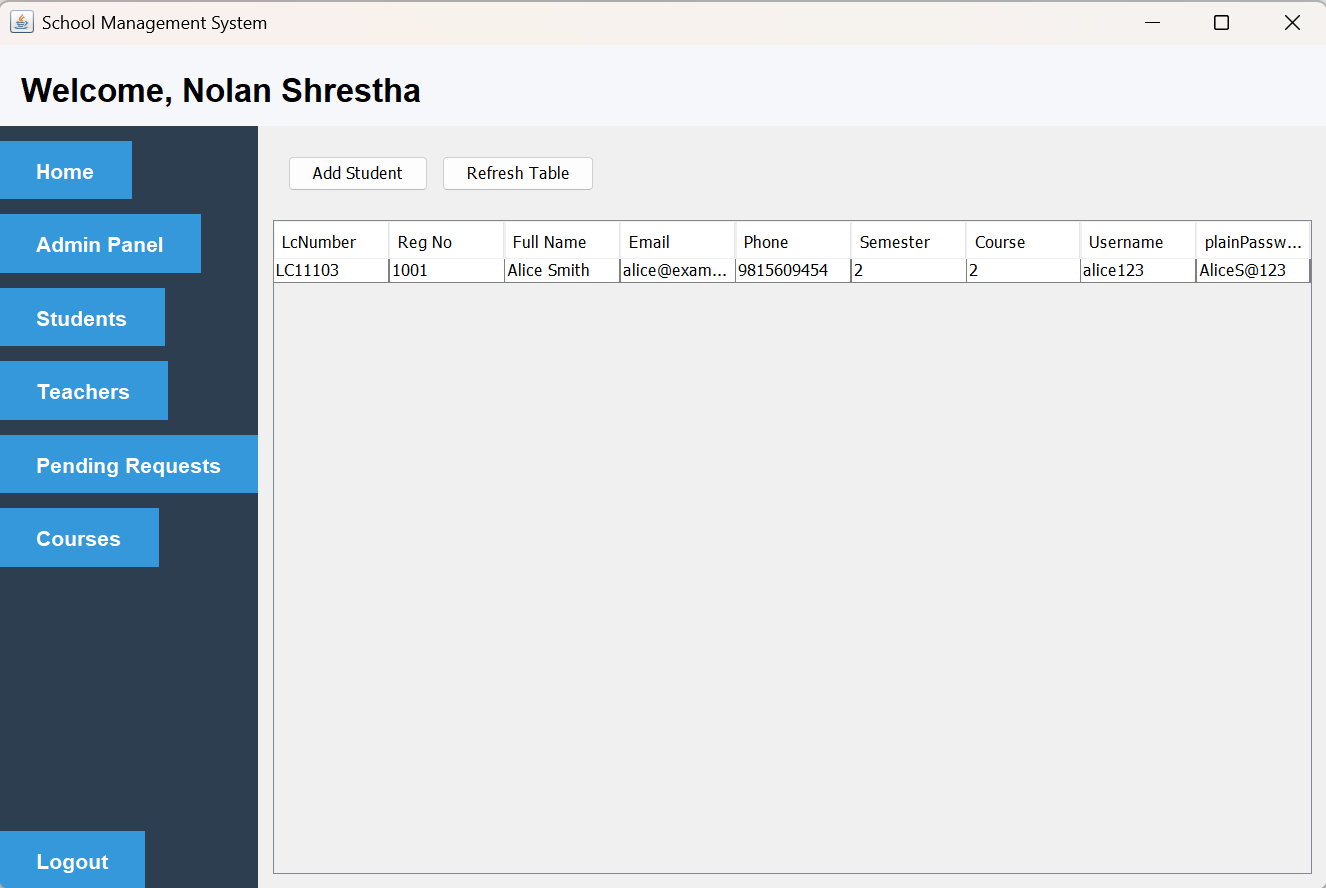 School Management System
Welcome, Nolan Shrestha
Home
Admin Panel
Students
Teachers
Pending Requests
Courses
Logout
Add Student Refresh Table
LcNumber Reg No Full Name Email Phone Semester Course Username plainPassw...
LC11103 1001 Alice Smith alice@exam... 9815609454 2 2 alice123 AliceS@123